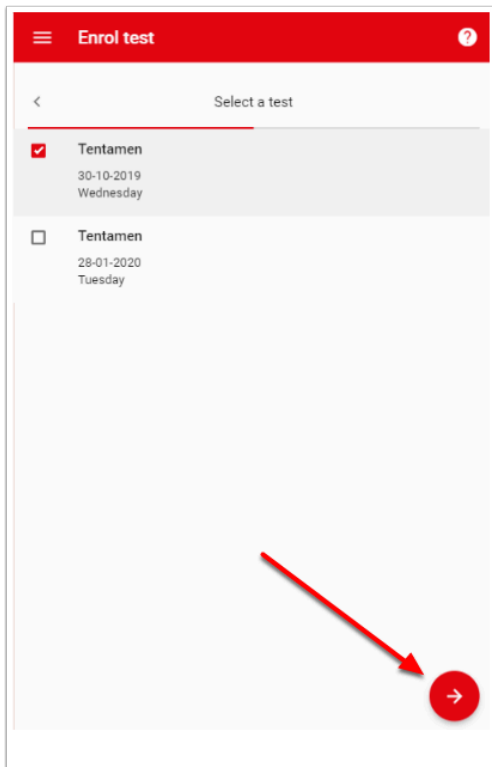 Enrol test
Select a test
Tentamen
30-10-2019
Wednesday
Tentamen
28-01-2020
Tuesday